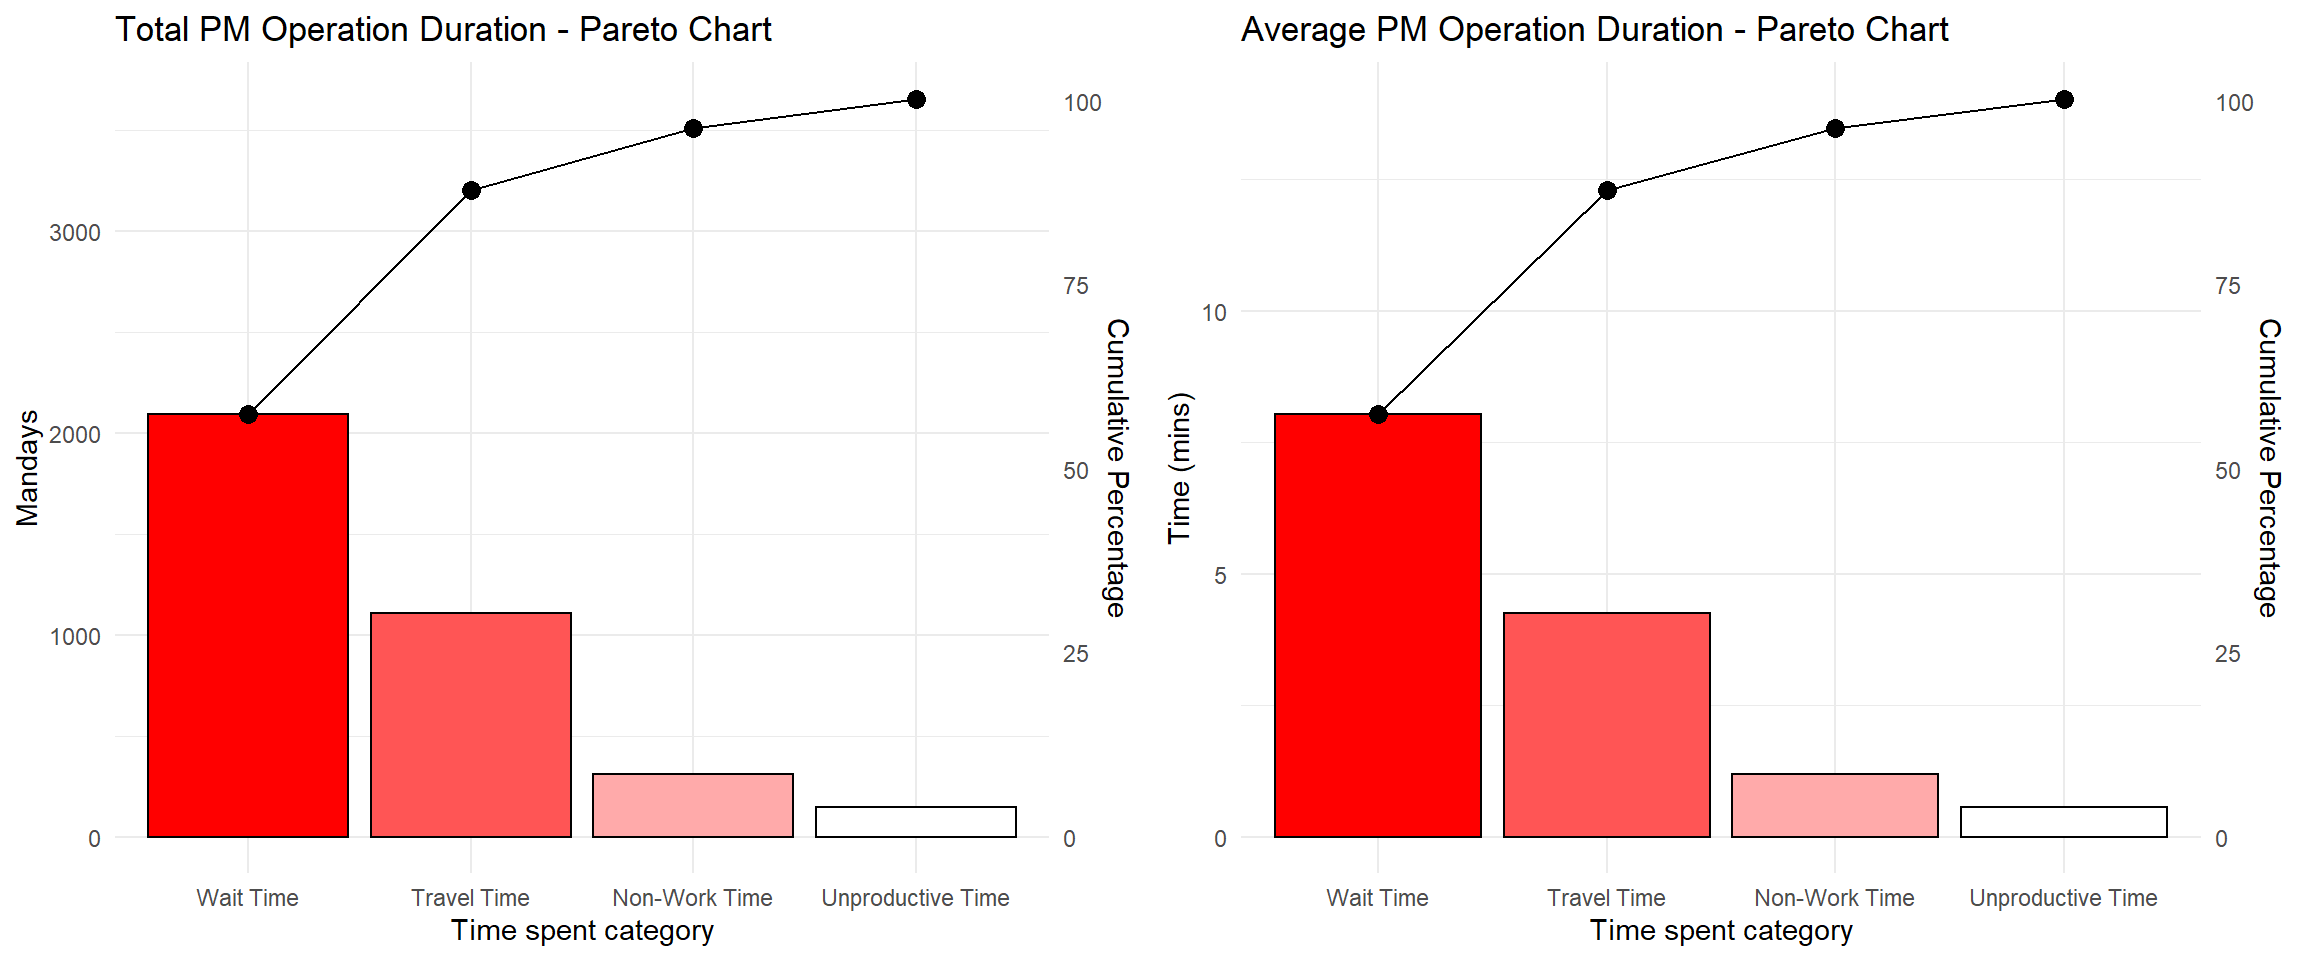 Total PM Operation Duration - Pareto Chart
Mandays
3000
2000
1000
0
100
75
50
25
0
Cumulative Percentage
Wait Time
Travel Time
Non-Work Time
Unproductive Time
Time spent category
Average PM Operation Duration - Pareto Chart
Time (mins)
10
5
0
100
75
50
25
0
Cumulative Percentage
Wait Time
Travel Time
Non-Work Time
Unproductive Time
Time spent category